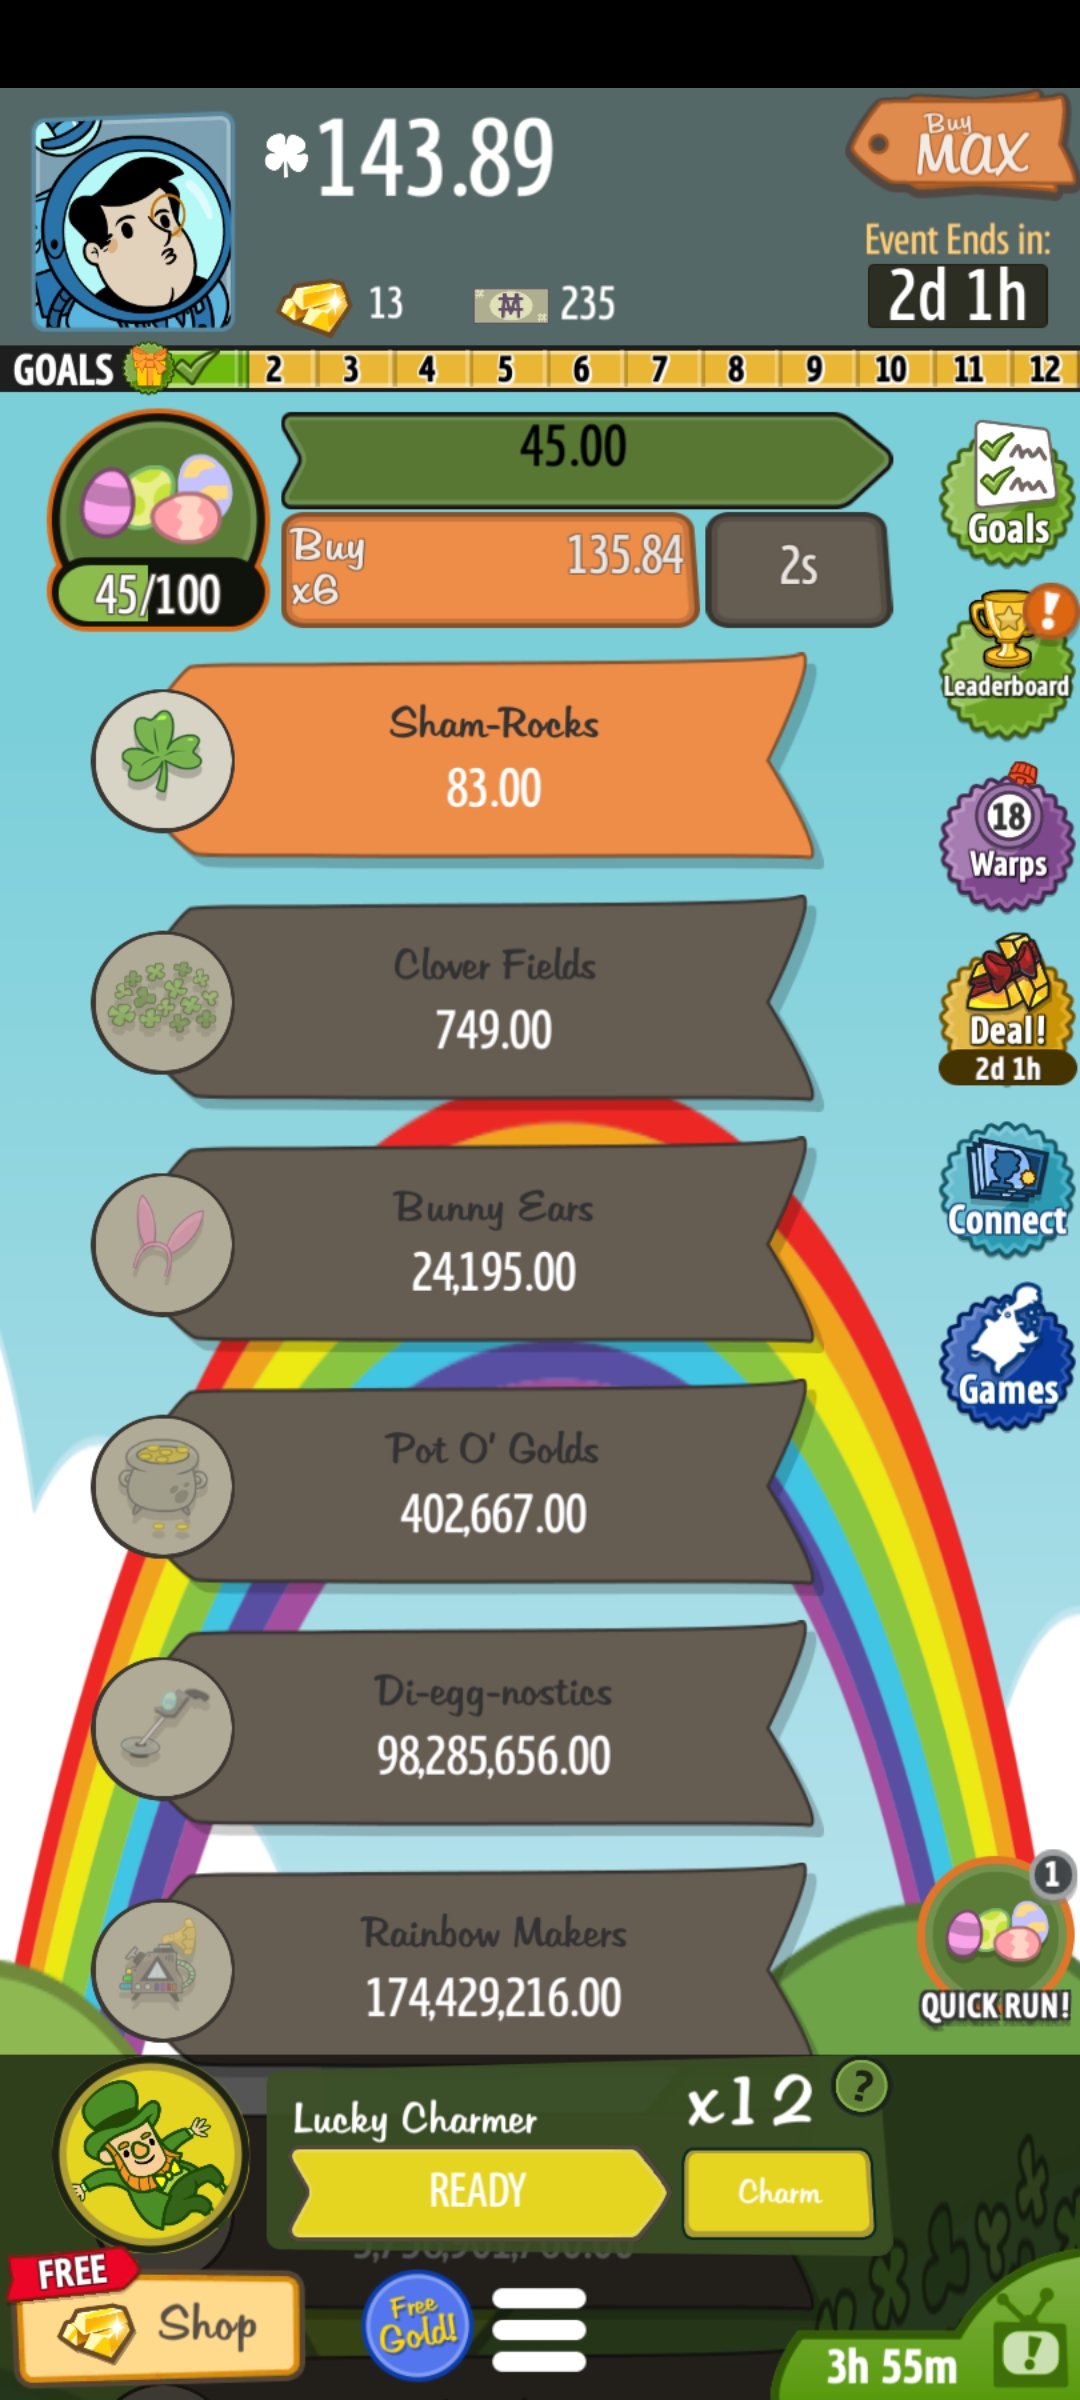 143.89
Buy
MAX
Event Ends in:
2d 1h
13
235
GOALS 2 3 4 5 6 7 8 9 10 11 12
45.00
Buy
x6
135.84
2s
45/100
Goals
Sham-Rocks
83.00
!
Leaderboard
18
Warps
Clover Fields
749.00
Deal!
2d 1h
Bunny Ears
24,195.00
Connect
Games
Pot O' Golds
402,667.00
Di-egg-nostics
98,285,656.00
Rainbow Makers
174,429,216.00
1
QUICK RUN!
Lucky Charmer
x12
?
READY
Charm
FREE
Shop
Free
Gold!
3h 55m
!